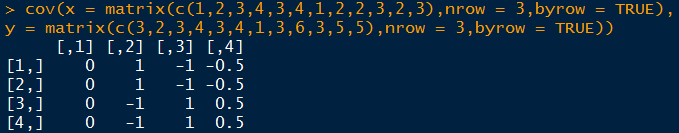 > cov(x = matrix(c(1,2,3,4,3,4,1,2,2,3,2,3),nrow = 3,byrow = TRUE),
y = matrix(c(3,2,3,4,3,4,1,3,6,3,5,5),nrow = 3,byrow = TRUE))
     [,1] [,2] [,3] [,4]
[1,]    0    1   -1 -0.5
[2,]    0    1   -1 -0.5
[3,]    0   -1    1  0.5
[4,]    0   -1    1  0.5